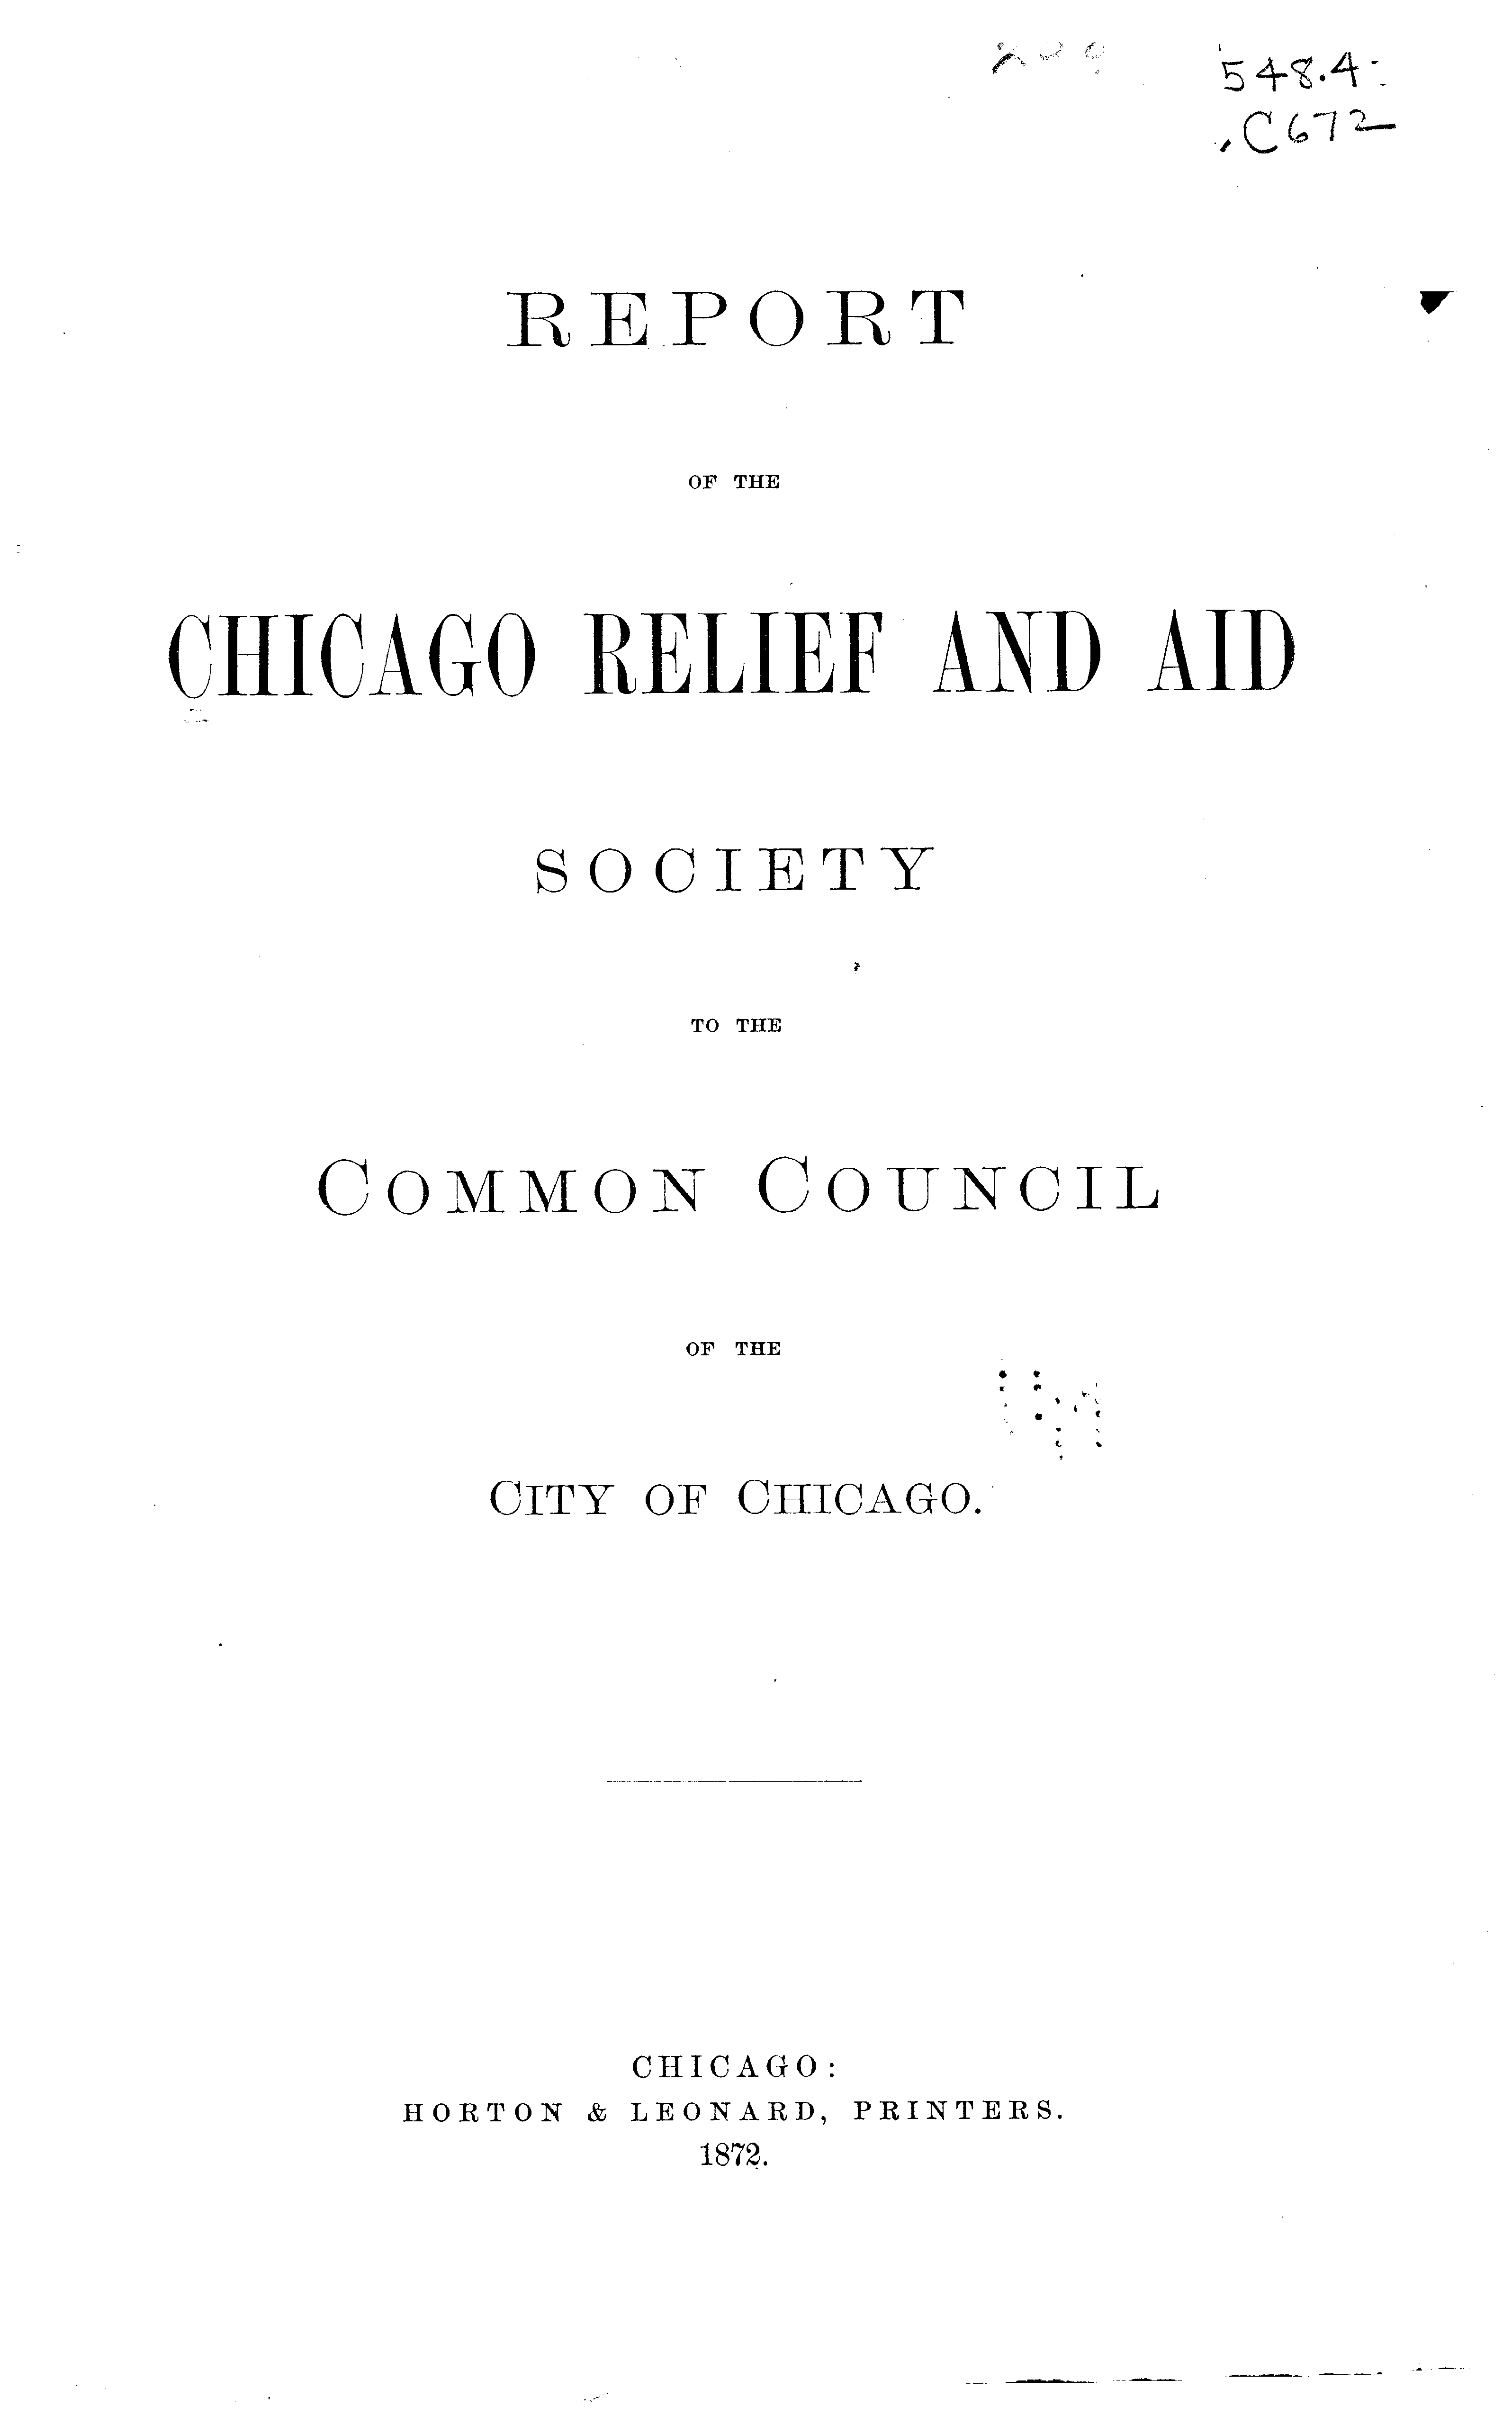 548.4
.C672
REPORT
OF THE
CHICAGO RELIEF AND AID
SOCIETY
TO THE
COMMON COUNCIL
OF THE
CITY OF CHICAGO.
CHICAGO:
HORTON & LEONARD, PRINTERS.
1872.